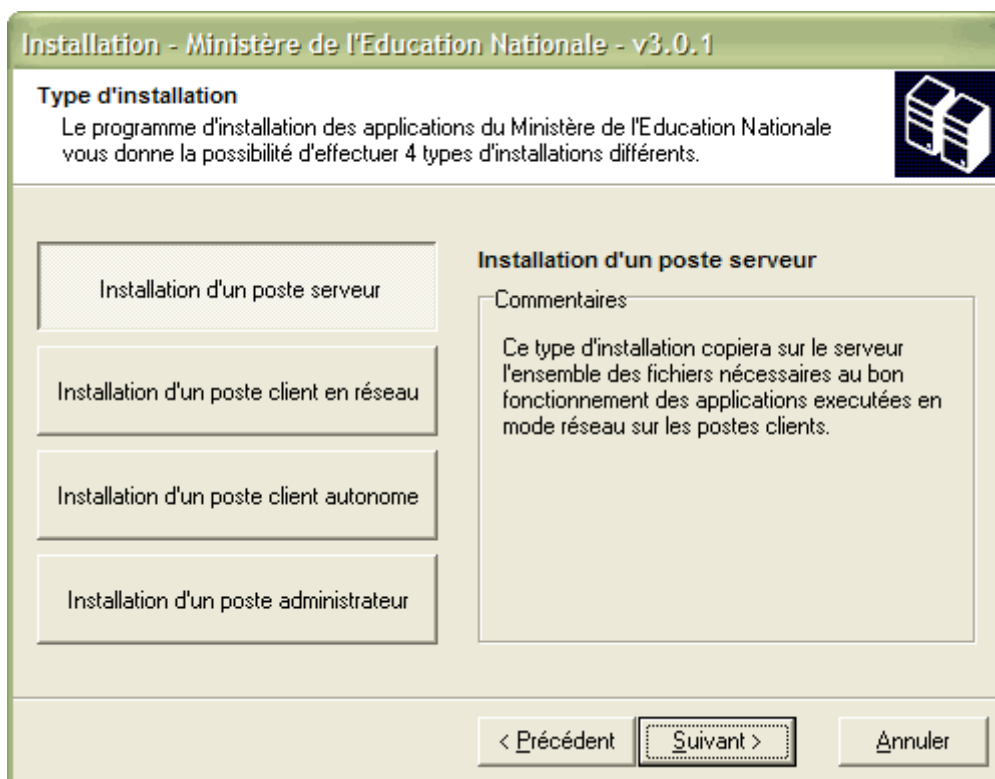 Installation - Ministère de l'Education Nationale - v3.0.1
Type d'installation
Le programme d'installation des applications du Ministère de l'Education Nationale
vous donne la possibilité d'effectuer 4 types d'installations différents.
Installation d'un poste serveur
Installation d'un poste client en réseau
Installation d'un poste client autonome
Installation d'un poste administrateur
Installation d'un poste serveur
Commentaires
Ce type d'installation copiera sur le serveur
l'ensemble des fichiers nécessaires au bon
fonctionnement des applications executées en
mode réseau sur les postes clients.
< Précédent
Suivant >
Annuler